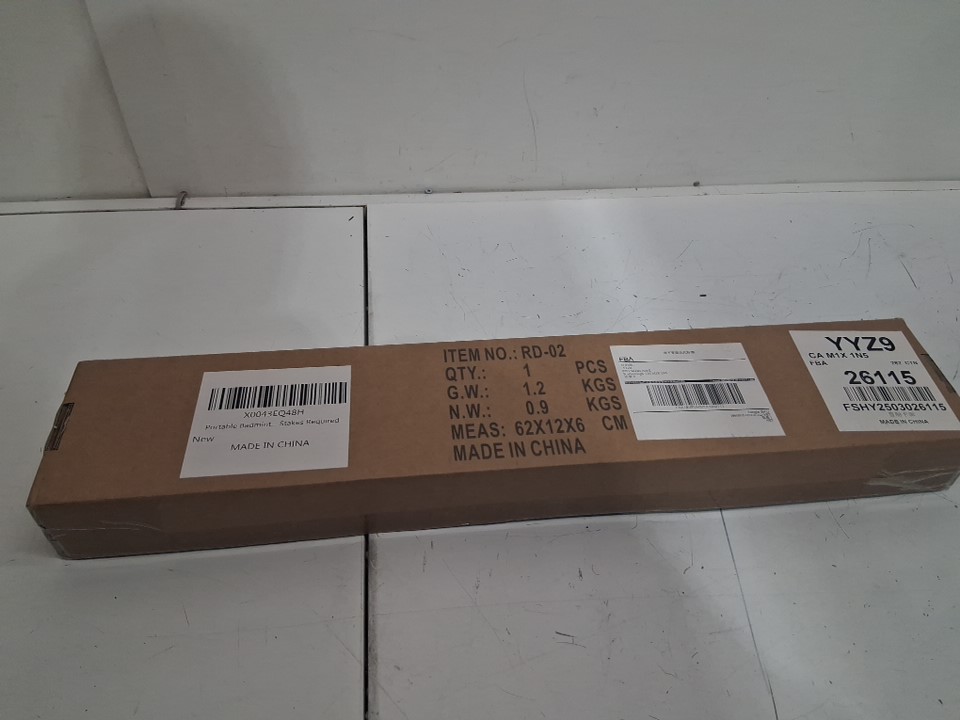 X0043EQ48H
Portable Badmint... Stakes Required
New
MADE IN CHINA
ITEM NO.: RD-02
QTY.: 1 PCS
G.W.: 1.2 KGS
N.W.: 0.9 KGS
MEAS: 62X12X6 CM
MADE IN CHINA
FBA
YYZ9
CA M1X 1N5
FBA
26115
FSHY2503026115
MADE IN CHINA